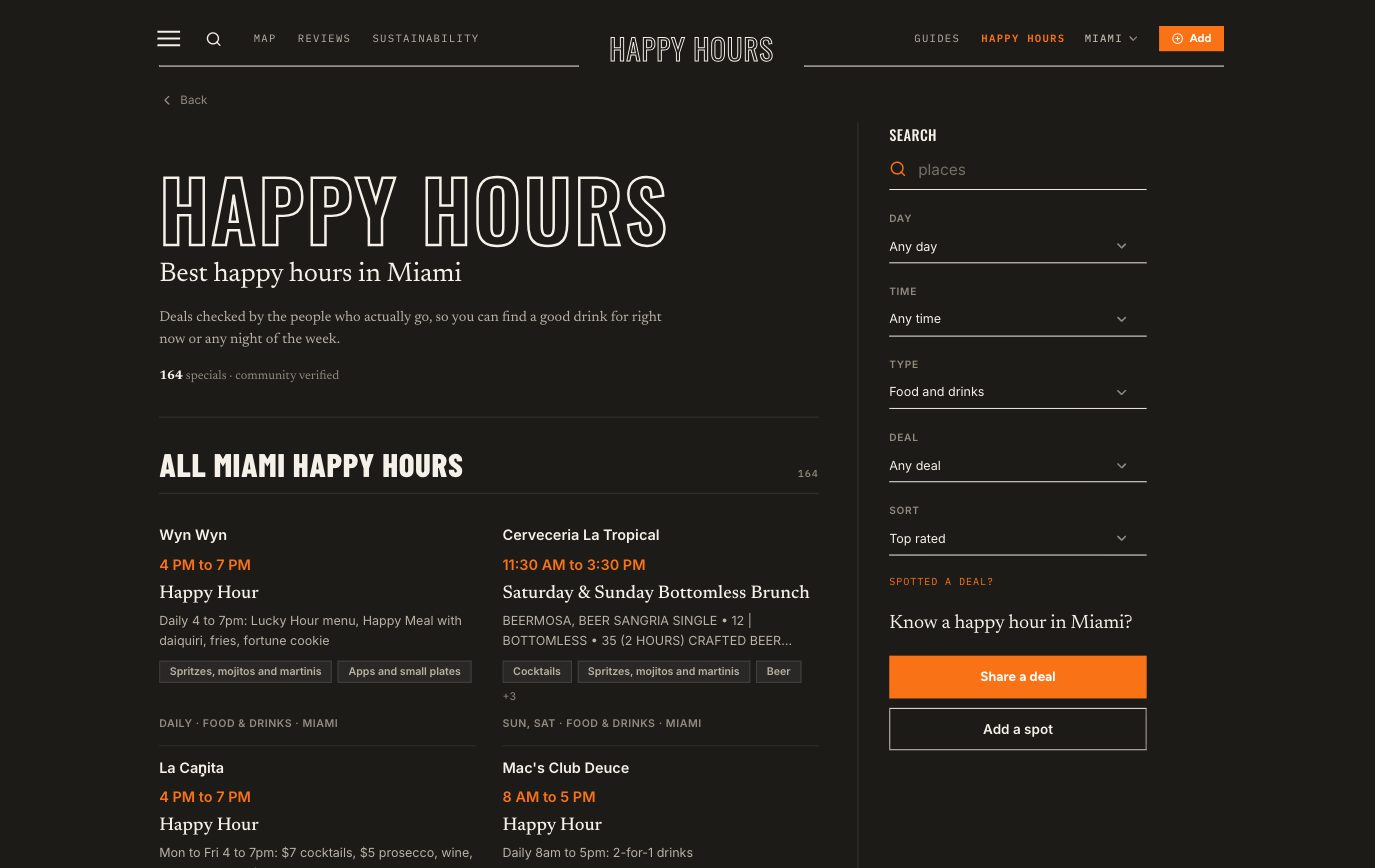 MAP REVIEWS SUSTAINABILITY HAPPY HOURS GUIDES HAPPY HOURS MIAMI Add
Back
HAPPY HOURS
Best happy hours in Miami
Deals checked by the people who actually go, so you can find a good drink for right
now or any night of the week.
164 specials · community verified
ALL MIAMI HAPPY HOURS 164
Wyn Wyn
4 PM to 7 PM
Happy Hour
Daily 4 to 7pm: Lucky Hour menu, Happy Meal with
daiquiri, fries, fortune cookie
Spritzes, mojitos and martinis Apps and small plates
DAILY · FOOD & DRINKS · MIAMI
Cerveceria La Tropical
11:30 AM to 3:30 PM
Saturday & Sunday Bottomless Brunch
BEERMOSA, BEER SANGRIA SINGLE • 12 |
BOTTOMLESS • 35 (2 HOURS) CRAFTED BEER...
Cocktails Spritzes, mojitos and martinis Beer
+3
SUN, SAT · FOOD & DRINKS · MIAMI
La Cap̃ita
4 PM to 7 PM
Happy Hour
Mon to Fri 4 to 7pm: $7 cocktails, $5 prosecco, wine,
Mac's Club Deuce
8 AM to 5 PM
Happy Hour
Daily 8am to 5pm: 2-for-1 drinks
SEARCH
places
DAY
Any day
TIME
Any time
TYPE
Food and drinks
DEAL
Any deal
SORT
Top rated
SPOTTED A DEAL?
Know a happy hour in Miami?
Share a deal
Add a spot